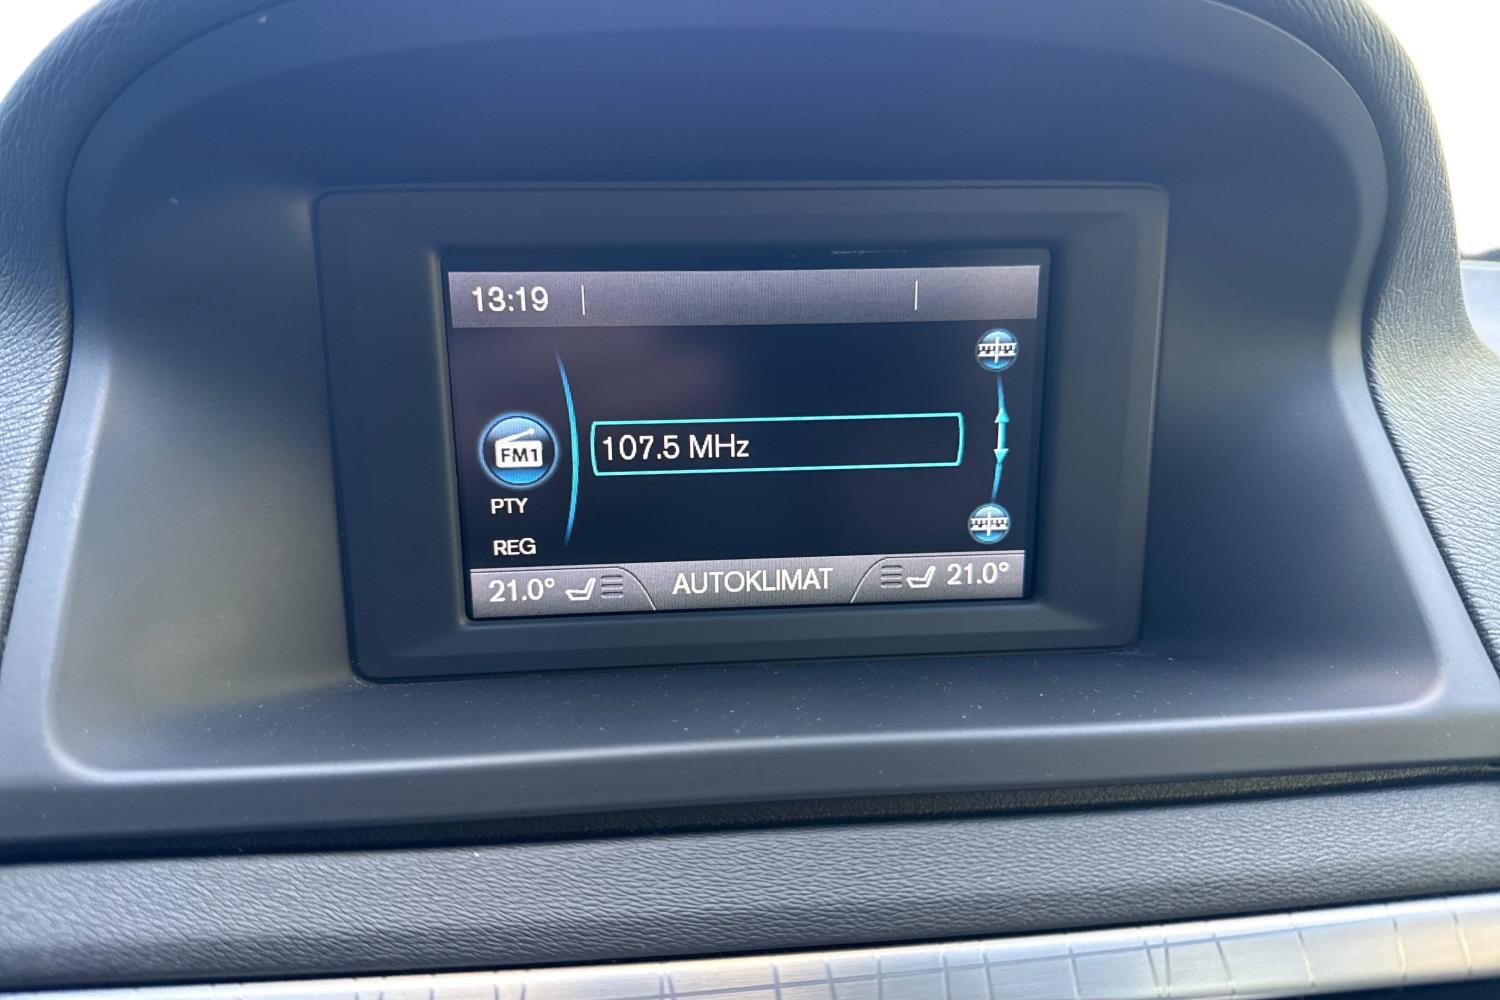 13:19
FM1
107.5 MHz
PTY
REG
21.0° AUTOKLIMAT 21.0°